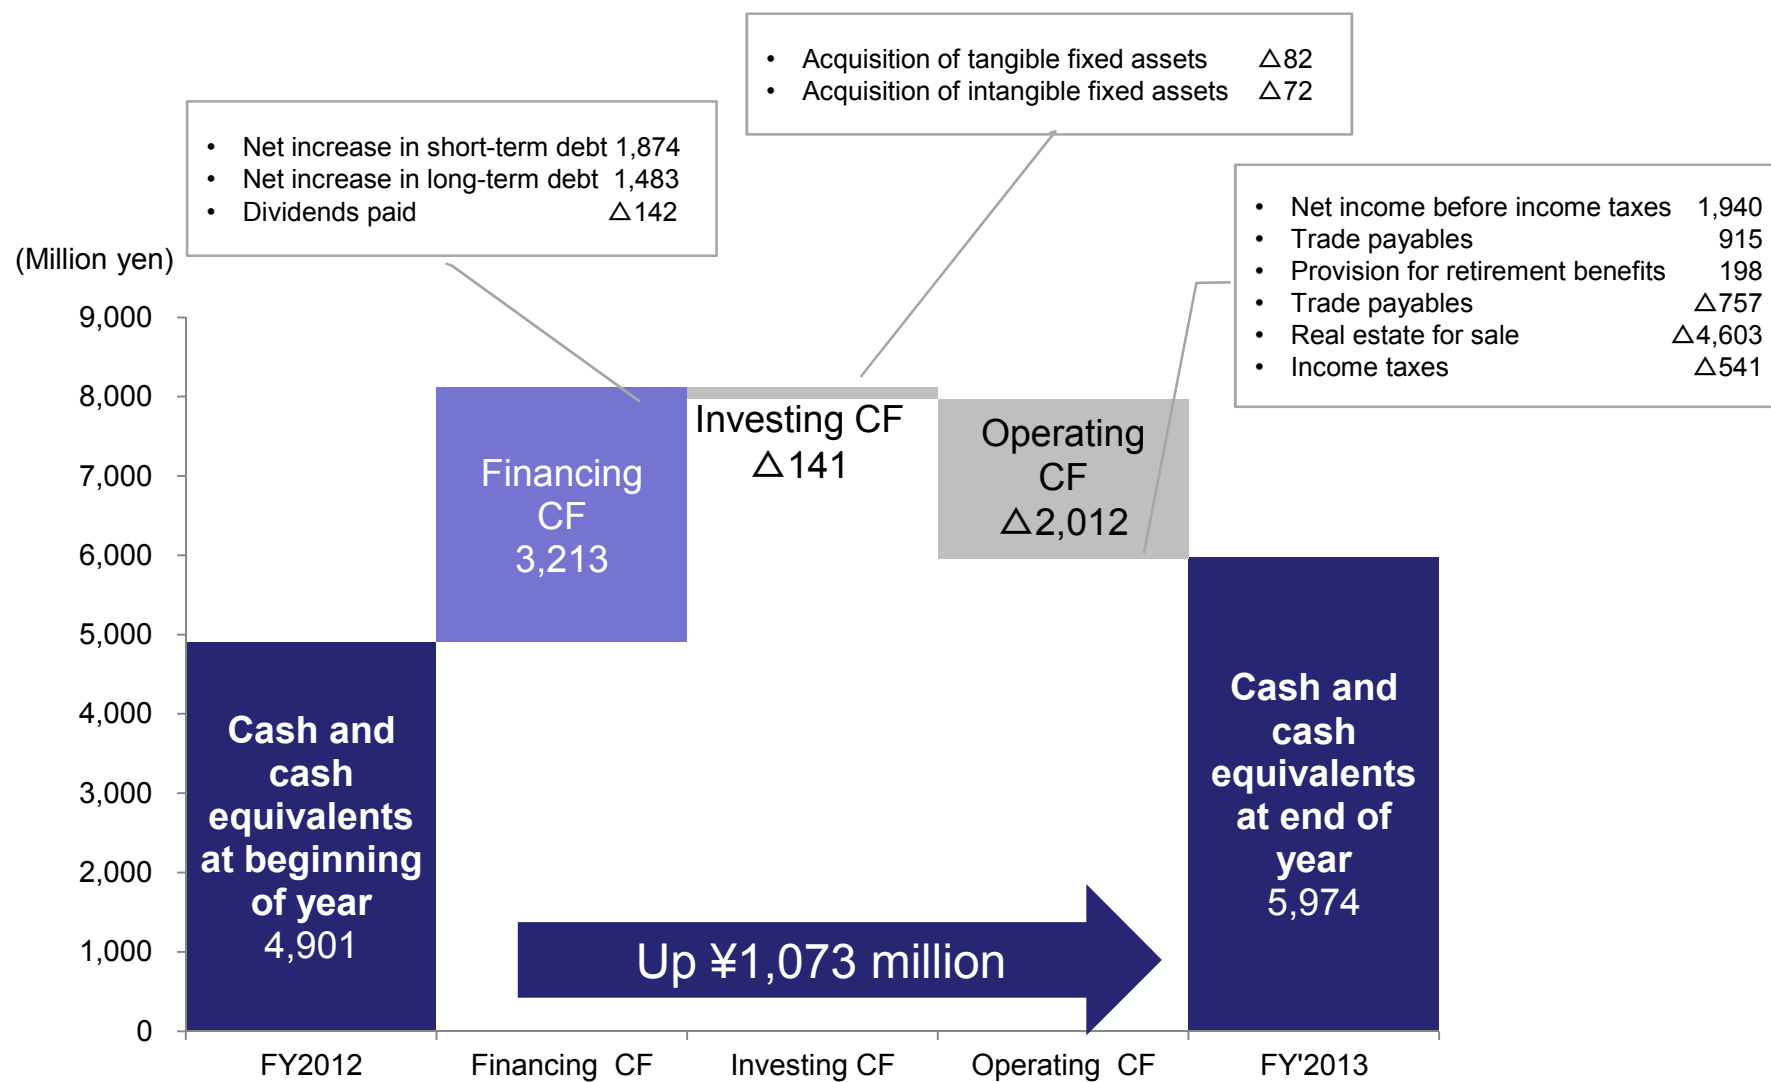 • Acquisition of tangible fixed assets △82
• Acquisition of intangible fixed assets △72
• Net increase in short-term debt 1,874
• Net increase in long-term debt 1,483
• Dividends paid △142
• Net income before income taxes 1,940
• Trade payables 915
• Provision for retirement benefits 198
• Trade payables △757
• Real estate for sale △4,603
• Income taxes △541
(Million yen)
9,000
8,000
7,000
6,000
5,000
4,000
3,000
2,000
1,000
0
Cash and
cash
equivalents
at beginning
of year
4,901
Financing
CF
3,213
Investing CF
△141
Operating
CF
△2,012
Cash and
cash
equivalents
at end of
year
5,974
Up ¥1,073 million
FY2012
Financing CF
Investing CF
Operating CF
FY'2013